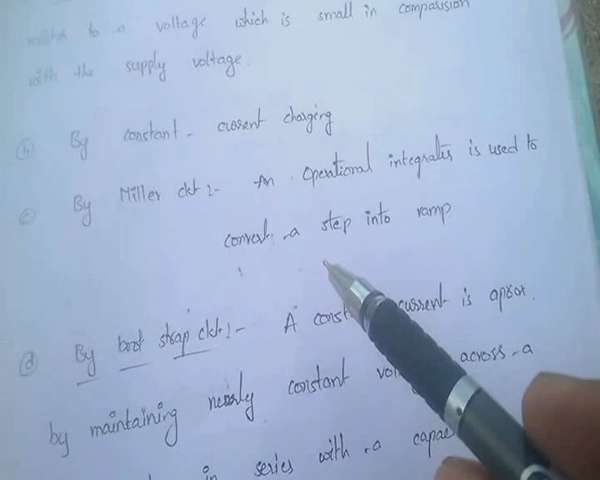 to a voltage which is small in comparision
with the supply voltage.
(b) By constant - current charging
(c) By Miller ckt :- An operational integrator is used to
convert a step into ramp.
(d) By boot strap ckt :- A current is aprox.
by maintaining nearly constant across a
in series with a